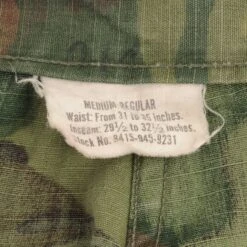 MEDIUM REGULAR
Waist: From 31 to 35 inches.
Inseam: 29½ to 32½ inches.
Stock No. 8415-945-8231